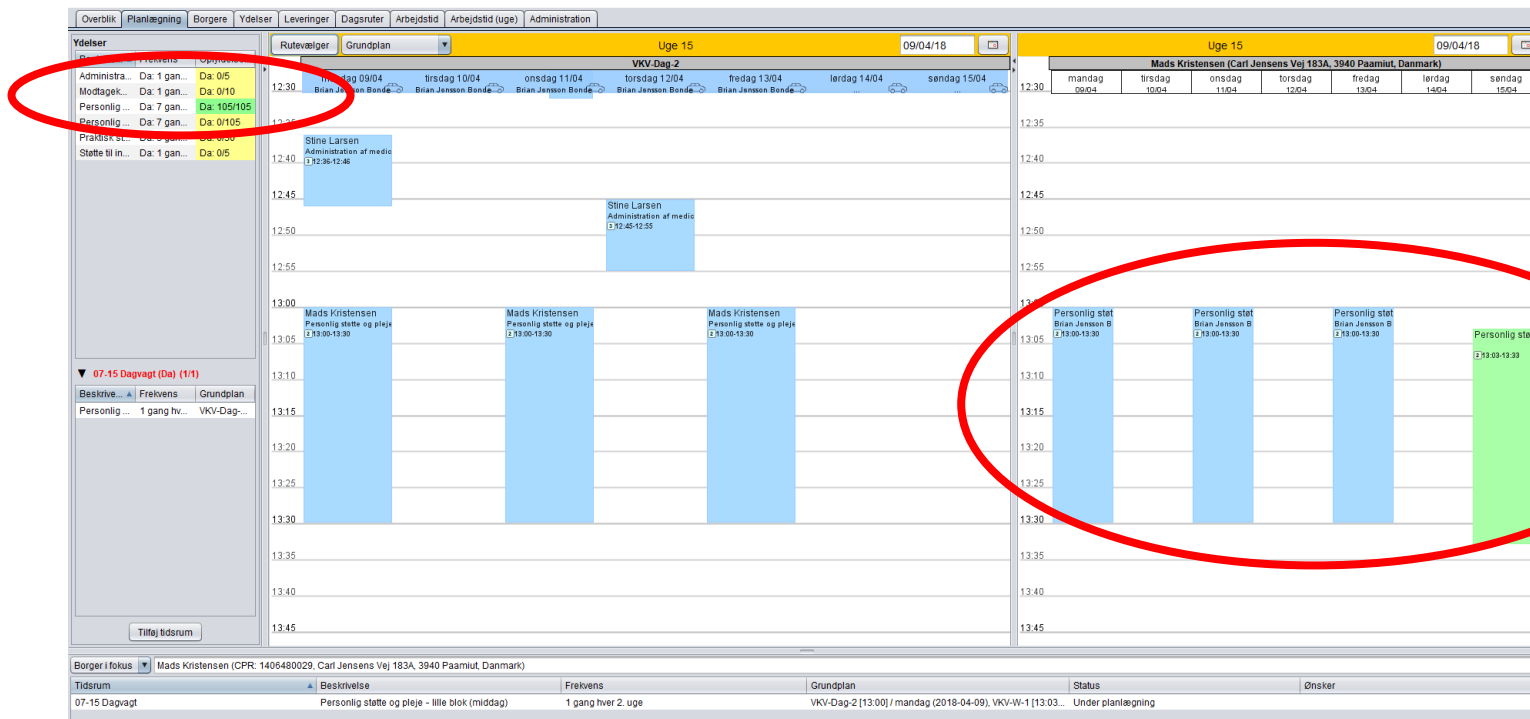 Overblik Planlægning Borgere Ydelser Leveringer Dagsruter Arbejdstid Arbejdstid (uge) Administration
Ydelser
Rutevælger Grundplan Uge 15 09/04/18
Uge 15 09/04/18
VKV-Dag-2
Mads Kristensen (Carl Jensens Vej 183A, 3940 Paamiut, Danmark)
Administra... Da: 1 gan... Da: 0/5
Modtagek... Da: 1 gan... Da: 0/10
Personlig ... Da: 7 gan... Da: 105/105
Personlig ... Da: 7 gan... Da: 0/105
Praktisk st...
Støtte til in... Da: 1 gan... Da: 0/5
tirsdag 10/04 onsdag 11/04 torsdag 12/04 fredag 13/04 lørdag 14/04 søndag 15/04
Brian Jensson Bonde Brian Jensson Bonde Brian Jensson Bonde Brian Jensson Bonde Brian Jensson Bonde ... ...
mandag tirsdag onsdag torsdag fredag lørdag søndag
09/04 10/04 11/04 12/04 13/04 14/04 15/04
12:30
12:35
12:40
12:45
12:50
12:55
13:00
13:05
13:10
13:15
13:20
13:25
13:30
13:35
13:40
13:45
Stine Larsen
Administration af medic
3 12:36-12:46
Stine Larsen
Administration af medic
3 12:45-12:55
Mads Kristensen
Personlig støtte og pleje
2 13:00-13:30
Mads Kristensen
Personlig støtte og pleje
2 13:00-13:30
Mads Kristensen
Personlig støtte og pleje
2 13:00-13:30
12:30
12:35
12:40
12:45
12:50
12:55
13:05
13:10
13:15
13:20
13:25
13:30
13:35
13:40
13:45
Personlig støt
Brian Jensson B
2 13:00-13:30
Personlig støt
Brian Jensson B
2 13:00-13:30
Personlig støt
Brian Jensson B
2 13:00-13:30
Personlig stø
2 13:03-13:33
▼ 07-15 Dagvagt (Da) (1/1)
Beskrive... Frekvens Grundplan
Personlig ... 1 gang hv... VKV-Dag-...
Tilføj tidsrum
Borger i fokus Mads Kristensen (CPR: 1406480029, Carl Jensens Vej 183A, 3940 Paamiut, Danmark)
Tidsrum Beskrivelse Frekvens Grundplan Status Ønsker
07-15 Dagvagt Personlig støtte og pleje - lille blok (middag) 1 gang hver 2. uge VKV-Dag-2 [13:00] / mandag (2018-04-09), VKV-W-1 [13:03... Under planlægning